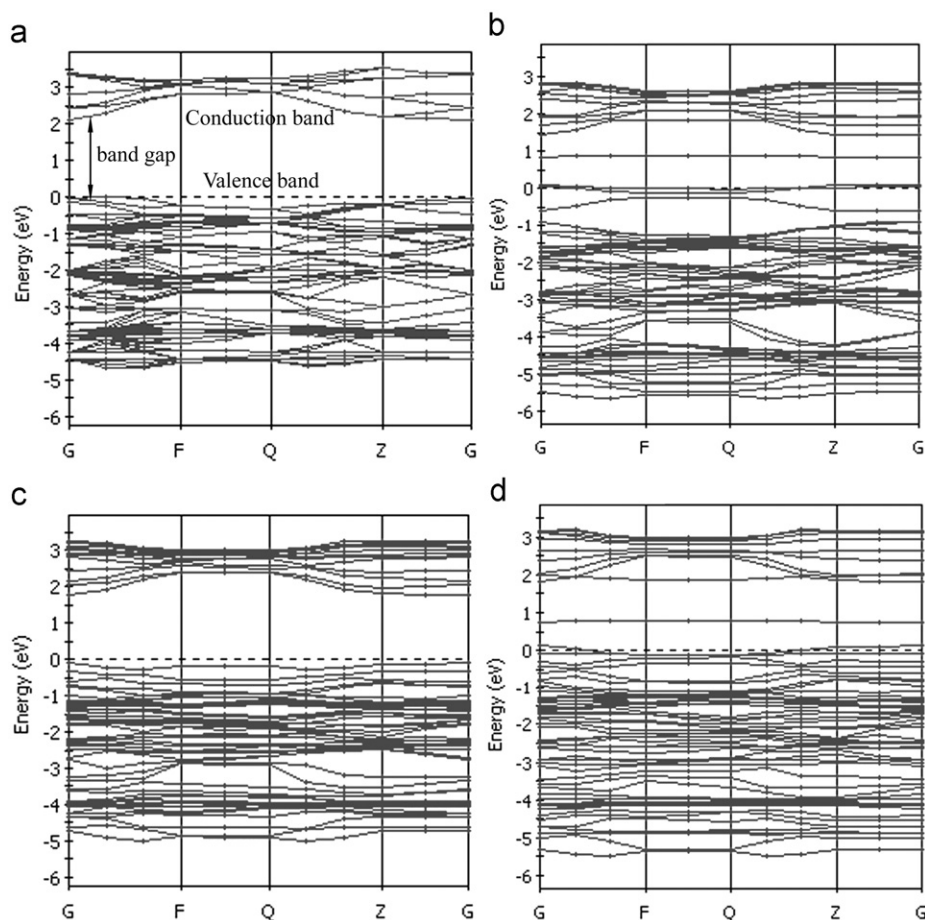 a
3
2
1
0
-1
-2
-3
-4
-5
-6
Energy (eV)
Conduction band
band gap
Valence band
G F Q Z G
b
3
2
1
0
-1
-2
-3
-4
-5
-6
Energy (eV)
G F Q Z G
c
3
2
1
0
-1
-2
-3
-4
-5
-6
Energy (eV)
G F Q Z G
d
3
2
1
0
-1
-2
-3
-4
-5
-6
Energy (eV)
G F Q Z G